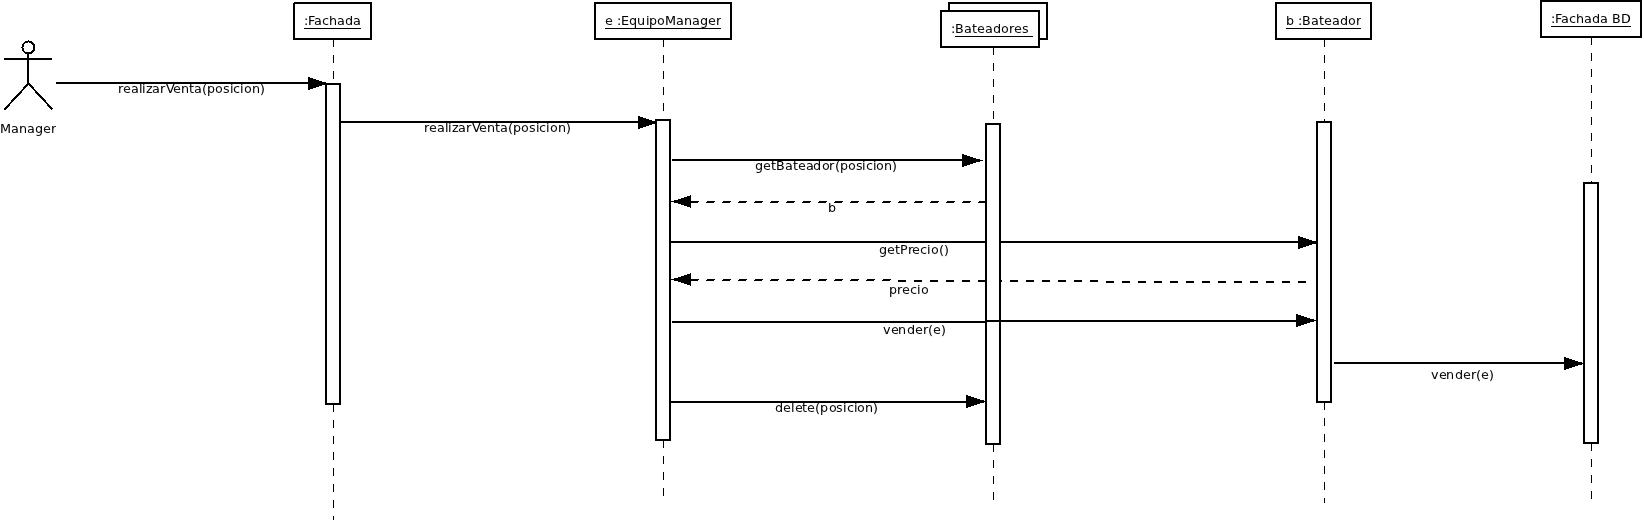 :Fachada
e :EquipoManager
:Bateadores
b :Bateador
:Fachada BD
Manager
realizarVenta(posicion)
realizarVenta(posicion)
getBateador(posicion)
b
getPrecio()
precio
vender(e)
vender(e)
delete(posicion)